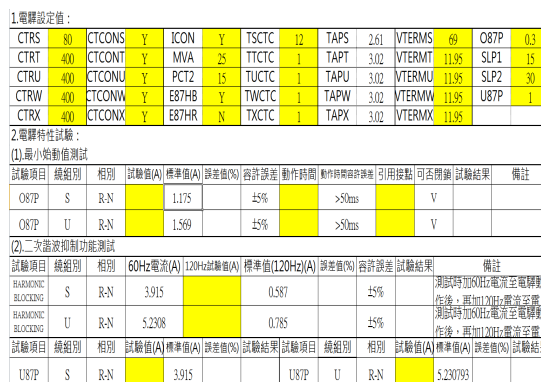 1.電驛設定值：
CTRS 80 CTCONS Y ICON Y TSCTC 12 TAPS 2.61 VTERMS 69 O87P 0.3
CTRT 400 CTCONT Y MVA 25 TTCTC 1 TAPT 3.02 VTERMT 11.95 SLP1 15
CTRU 400 CTCONU Y PCT2 15 TUCTC 1 TAPU 3.02 VTERMU 11.95 SLP2 30
CTRW 400 CTCONW Y E87HB Y TWCTC 1 TAPW 3.02 VTERMW 11.95 U87P 1
CTRX 400 CTCONX Y E87HR N TXCTC 1 TAPX 3.02 VTERMX 11.95
2.電驛特性試驗：
(1).最小始動值測試
試驗項目 繞組別 相別 試驗值(A) 標準值(A) 誤差值(%) 容許誤差 動作時間 動作時間容許誤差 引用接點 可否閉鎖 試驗結果 備註
O87P S R-N 1.175 ±5% >50ms V
O87P U R-N 1.569 ±5% >50ms V
(2).二次諧波抑制功能測試
試驗項目 繞組別 相別 60Hz電流(A) 120Hz試驗值(A) 標準值(120Hz)(A) 誤差值(%) 容許誤差 試驗結果 備註
HARMONIC BLOCKING S R-N 3.915 0.587 ±5% 測試時加60Hz電流至電驛動
作後，再加120Hz電流至電
HARMONIC BLOCKING U R-N 5.2308 0.785 ±5% 測試時加60Hz電流至電驛動
作後，再加120Hz電流至電
試驗項目 繞組別 相別 試驗值(A) 標準值(A) 誤差值(%) 試驗結果 試驗項目 繞組別 相別 試驗值(A) 標準值(A) 誤差值(%) 試驗結
U87P S R-N 3.915 U87P U R-N 5.230793